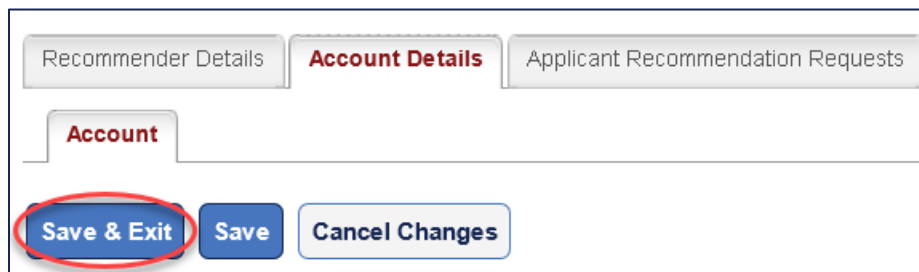 Recommender Details Account Details Applicant Recommendation Requests
Account
Save & Exit Save Cancel Changes